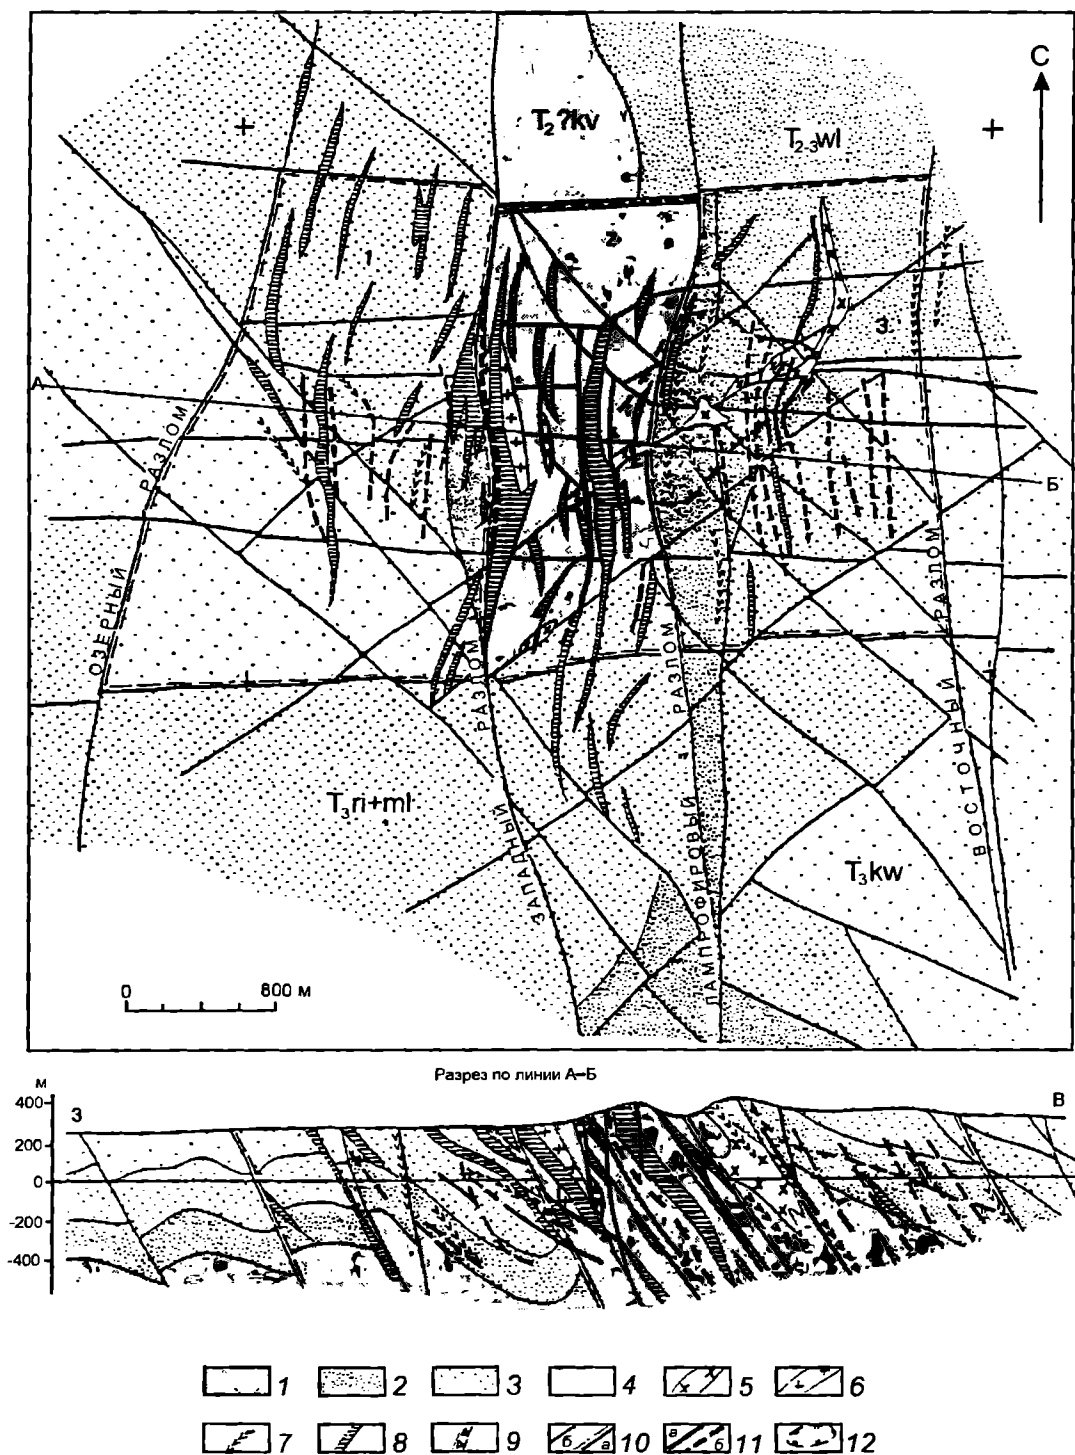 С
T₂?kv
T₂₋₃wl
1
2
3
А
Б
ОЗЕРНЫЙ РАЗЛОМ
ЗАПАДНЫЙ РАЗЛОМ
ЛАМПРОФИРОВЫЙ РАЗЛОМ
ВОСТОЧНЫЙ РАЗЛОМ
T₃ri+ml
T₃kw
0 600 м
Разрез по линии А–Б
м
З В
400
200
0
-200
-400
1 2 3 4 5 6
7 8 9 б а 10 а б 11 12